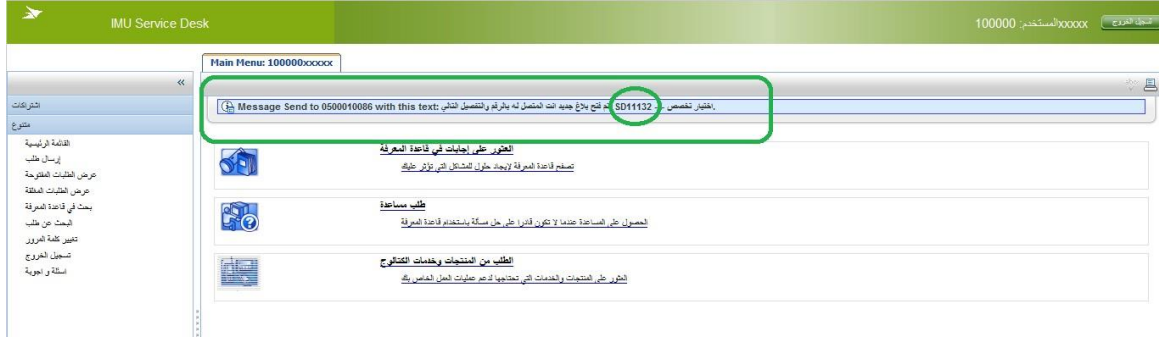 IMU Service Desk
المستخدم: 100000xxxxx
تسجيل الخروج
Main Menu: 100000xxxxx
«
اشتراكات
متنوع
القائمة الرئيسية
إرسال طلب
عرض الطلبات المفتوحة
عرض الطلبات المغلقة
بحث في قاعدة المعرفة
البحث عن طلب
تغيير كلمة المرور
تسجيل الخروج
اسئلة و اجوبة
Message Send to 0500010086 with this text: تم فتح بلاغ جديد انت المتصل له بالرقم والتفصيل التالي SD11132 - اختيار تخصص.
العثور على إجابات في قاعدة المعرفة
تصفح قاعدة المعرفة لإيجاد حلول للمشاكل التي تؤثر عليك
طلب مساعدة
الحصول على المساعدة عندما لا تكون قادرا على حل مسألة باستخدام قاعدة المعرفة
الطلب من المنتجات وخدمات الكتالوج
العثور على المنتجات والخدمات التي تحتاجها لدعم عمليات العمل الخاص بك